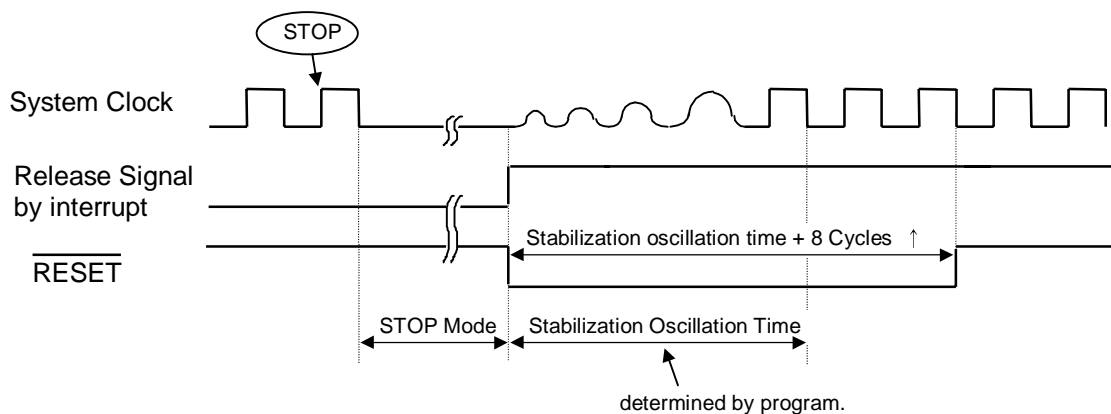 STOP
System Clock
Release Signal
by interrupt
Stabilization oscillation time + 8 Cycles ↑
RESET
STOP Mode
Stabilization Oscillation Time
determined by program.